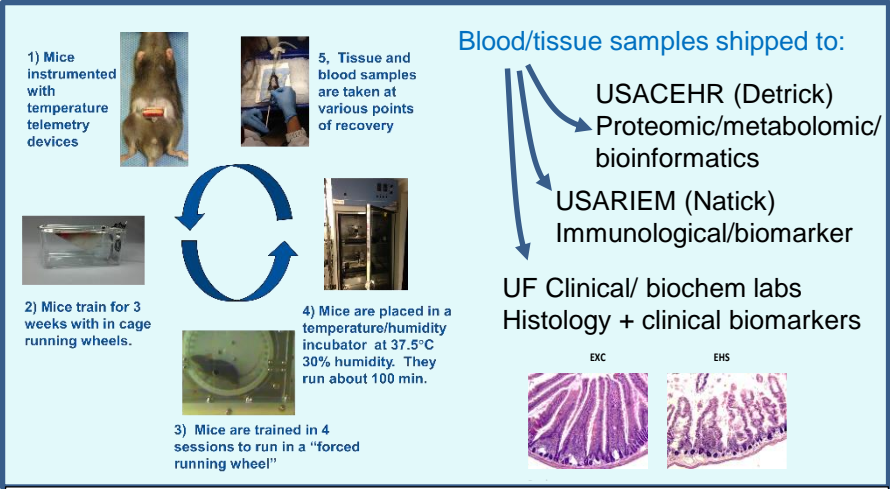 1) Mice
instrumented
with
temperature
telemetry
devices
5, Tissue and
blood samples
are taken at
various points
of recovery
2) Mice train for 3
weeks with in cage
running wheels.
4) Mice are placed in a
temperature/humidity
incubator at 37.5°C
30% humidity. They
run about 100 min.
3) Mice are trained in 4
sessions to run in a “forced
running wheel”
Blood/tissue samples shipped to:
USACEHR (Detrick)
Proteomic/metabolomic/
bioinformatics
USARIEM (Natick)
Immunological/biomarker
UF Clinical/ biochem labs
Histology + clinical biomarkers
EXC
EHS